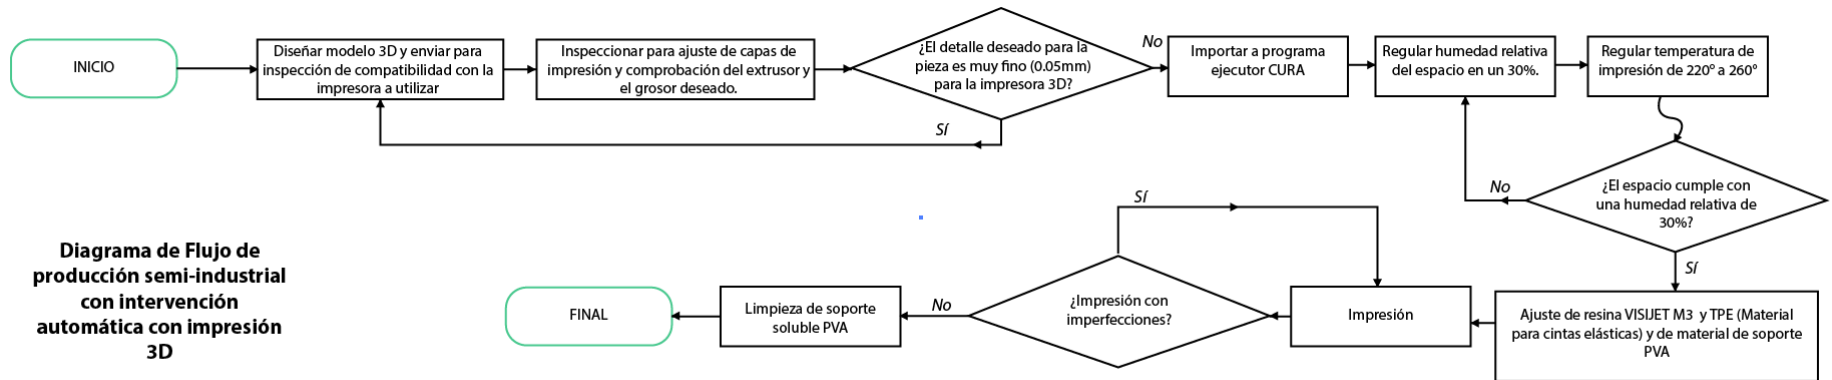 INICIO
Diseñar modelo 3D y enviar para
inspección de compatibilidad con la
impresora a utilizar
Inspeccionar para ajuste de capas de
impresión y comprobación del extrusor y
el grosor deseado.
¿El detalle deseado para la
pieza es muy fino (0.05mm)
para la impresora 3D?
No
Sí
Importar a programa
ejecutor CURA
Regular humedad relativa
del espacio en un 30%.
Regular temperatura de
impresión de 220° a 260°
¿El espacio cumple con
una humedad relativa de
30%?
No
Sí
Ajuste de resina VISIJET M3 y TPE (Material
para cintas elásticas) y de material de soporte
PVA
Impresión
¿Impresión con
imperfecciones?
Sí
No
Limpieza de soporte
soluble PVA
FINAL
Diagrama de Flujo de
producción semi-industrial
con intervención
automática con impresión
3D